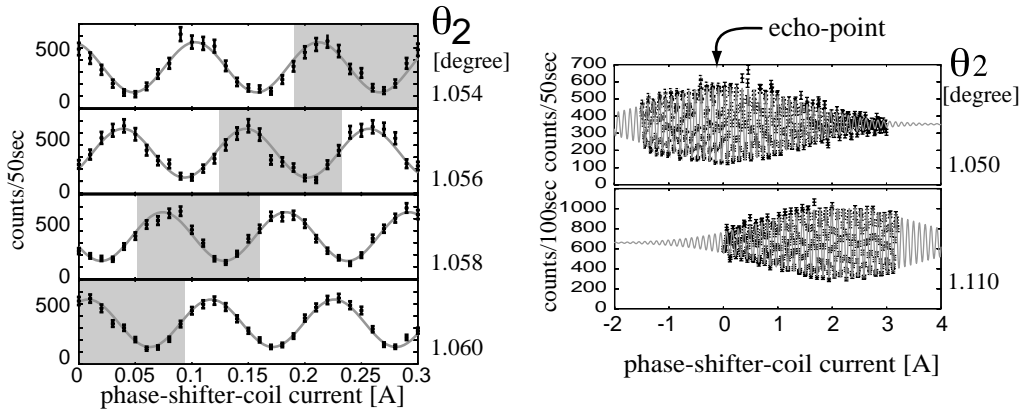 θ2
[degree]
500
0
1.054
500
0
1.056
500
0
1.058
500
0
1.060
counts/50sec
0 0.05 0.1 0.15 0.2 0.25 0.3
phase-shifter-coil current [A]
echo-point
θ2
[degree]
700
600
500
400
300
200
100
0
counts/50sec
1.050
1000
800
600
400
200
0
counts/100sec
1.110
-2 -1 0 1 2 3 4
phase-shifter-coil current [A]